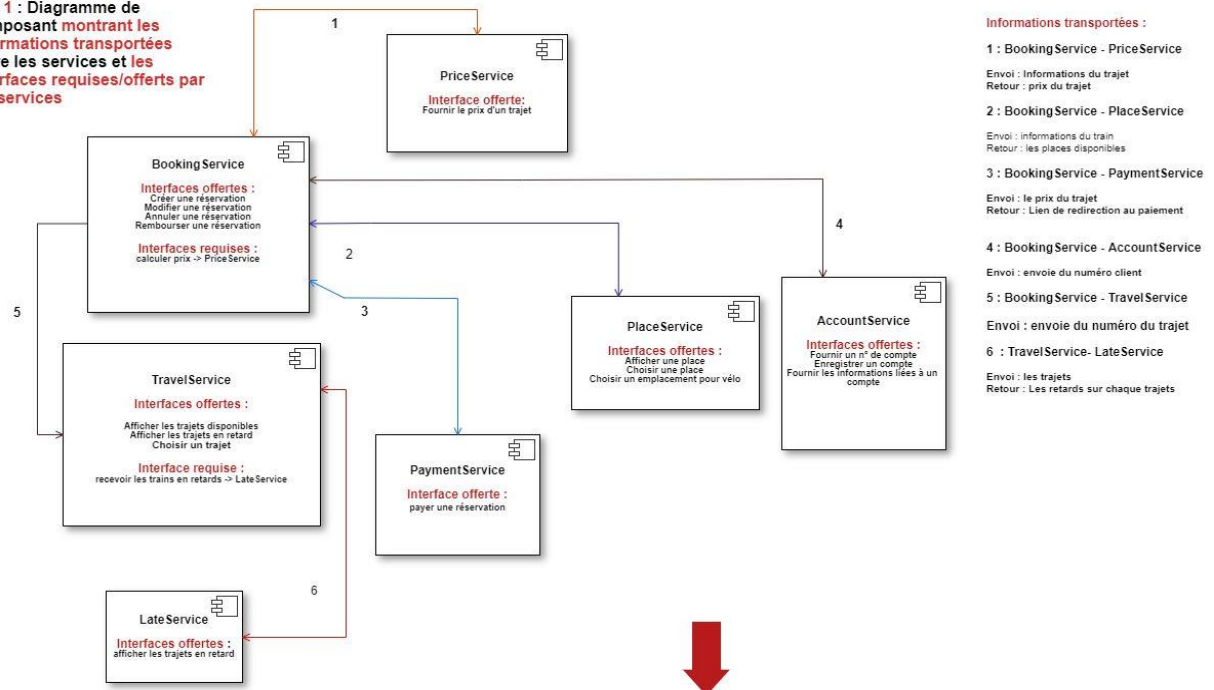 1 : Diagramme de
montrant les
transportées
les services et les
requises/offerts par
services
1
PriceService
Interface offerte:
Fournir le prix d'un trajet
BookingService
Interfaces offertes :
Créer une réservation
Modifier une réservation
Annuler une réservation
Rembourser une réservation
Interfaces requises :
calculer prix -> PriceService
2
3
4
5
PlaceService
Interfaces offertes :
Afficher une place
Choisir une place
Choisir un emplacement pour vélo
AccountService
Interfaces offertes :
Fournir un n° de compte
Enregistrer un compte
Fournir les informations liées à un
compte
TravelService
Interfaces offertes :
Afficher les trajets disponibles
Afficher les trajets en retard
Choisir un trajet
Interface requise :
recevoir les trains en retards -> LateService
PaymentService
Interface offerte :
payer une réservation
6
LateService
Interfaces offertes :
afficher les trajets en retard
Informations transportées :
1 : BookingService - PriceService
Envoi : Informations du trajet
Retour : prix du trajet
2 : BookingService - PlaceService
Envoi : informations du train
Retour : les places disponibles
3 : BookingService - PaymentService
Envoi : le prix du trajet
Retour : Lien de redirection au paiement
4 : BookingService - AccountService
Envoi : envoie du numéro client
5 : BookingService - TravelService
Envoi : envoie du numéro du trajet
6 : TravelService- LateService
Envoi : les trajets
Retour : Les retards sur chaque trajets